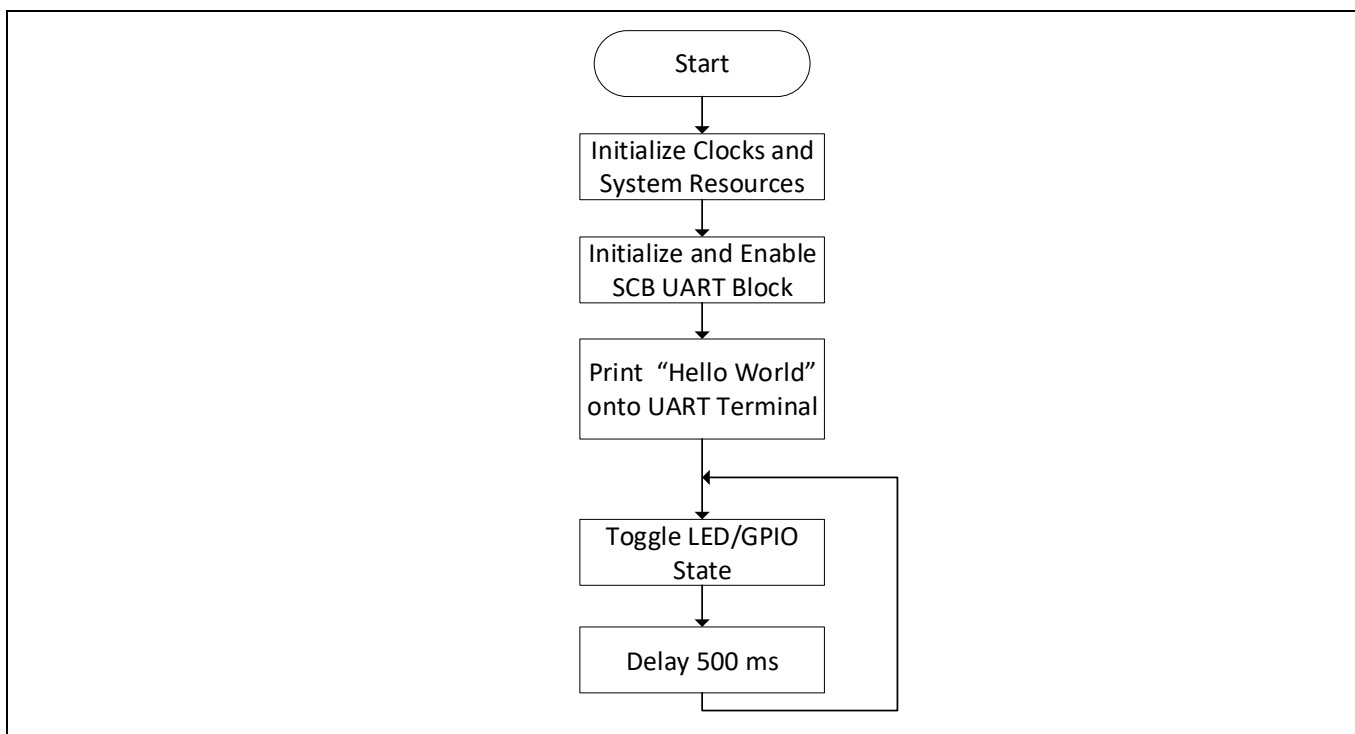 Start
Initialize Clocks and
System Resources
Initialize and Enable
SCB UART Block
Print  “Hello World”
onto UART Terminal
Toggle LED/GPIO
State
Delay 500 ms